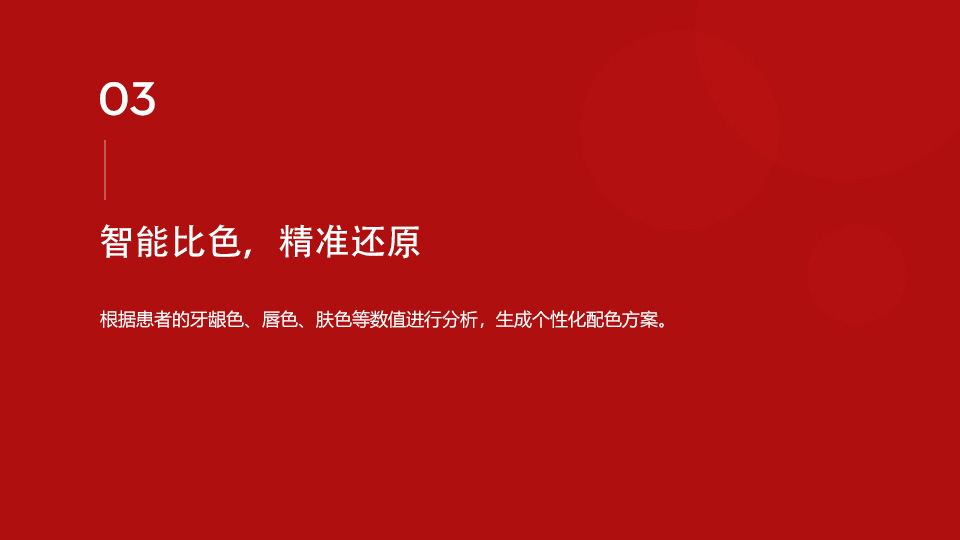 03
智能比色，精准还原
根据患者的牙龈色、唇色、肤色等数值进行分析，生成个性化配色方案。